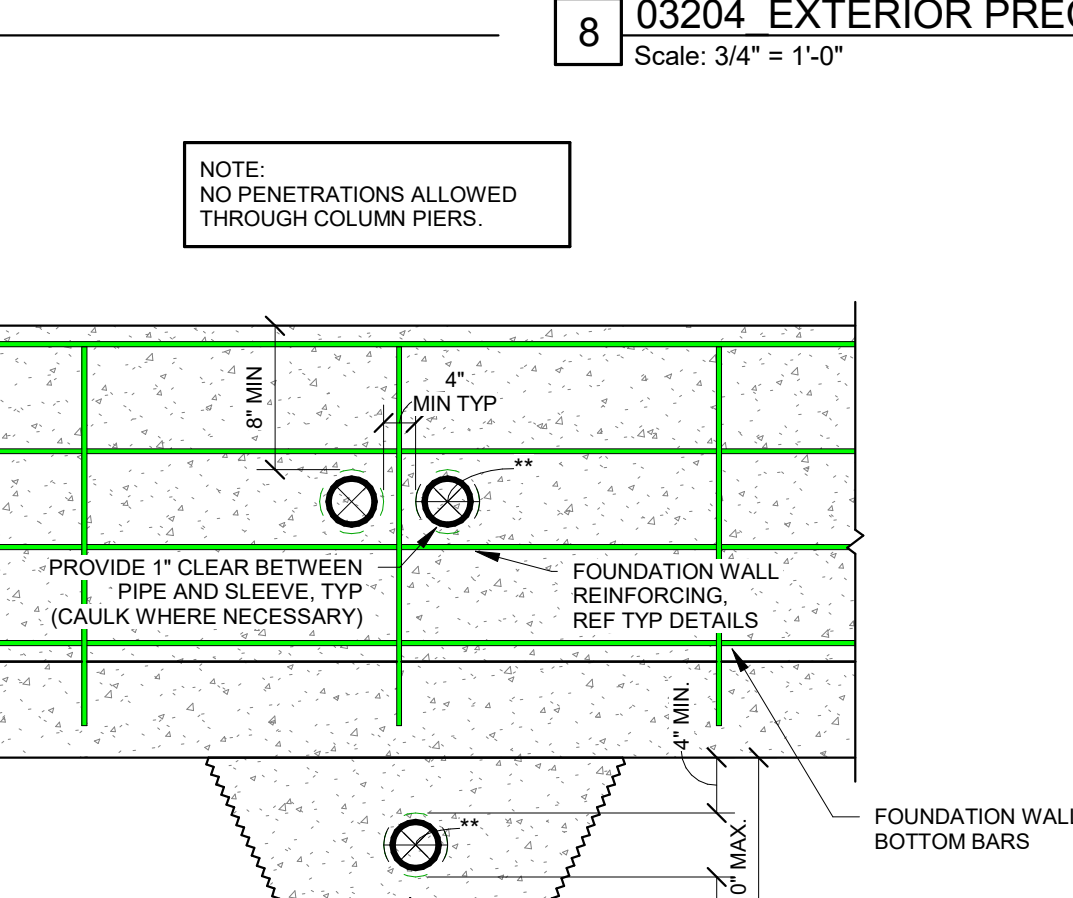 8
03204_EXTERIOR
Scale: 3/4" = 1'-0"
NOTE:
NO PENETRATIONS ALLOWED
THROUGH COLUMN PIERS.
8" MIN
4"
MIN TYP
**
PROVIDE 1" CLEAR BETWEEN
PIPE AND SLEEVE, TYP
(CAULK WHERE NECESSARY)
FOUNDATION WALL
REINFORCING,
REF TYP DETAILS
4" MIN.
**
0" MAX.
FOUNDATION WALL
BOTTOM BARS